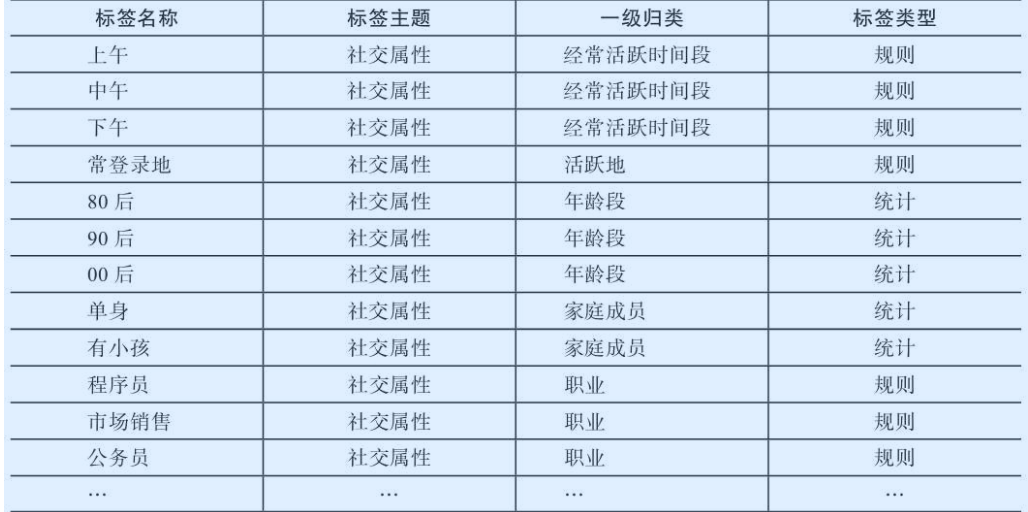 标签名称 标签主题 一级归类 标签类型
上午 社交属性 经常活跃时间段 规则
中午 社交属性 经常活跃时间段 规则
下午 社交属性 经常活跃时间段 规则
常登录地 社交属性 活跃地 规则
80 后 社交属性 年龄段 统计
90 后 社交属性 年龄段 统计
00 后 社交属性 年龄段 统计
单身 社交属性 家庭成员 统计
有小孩 社交属性 家庭成员 统计
程序员 社交属性 职业 规则
市场销售 社交属性 职业 规则
公务员 社交属性 职业 规则
… … … …